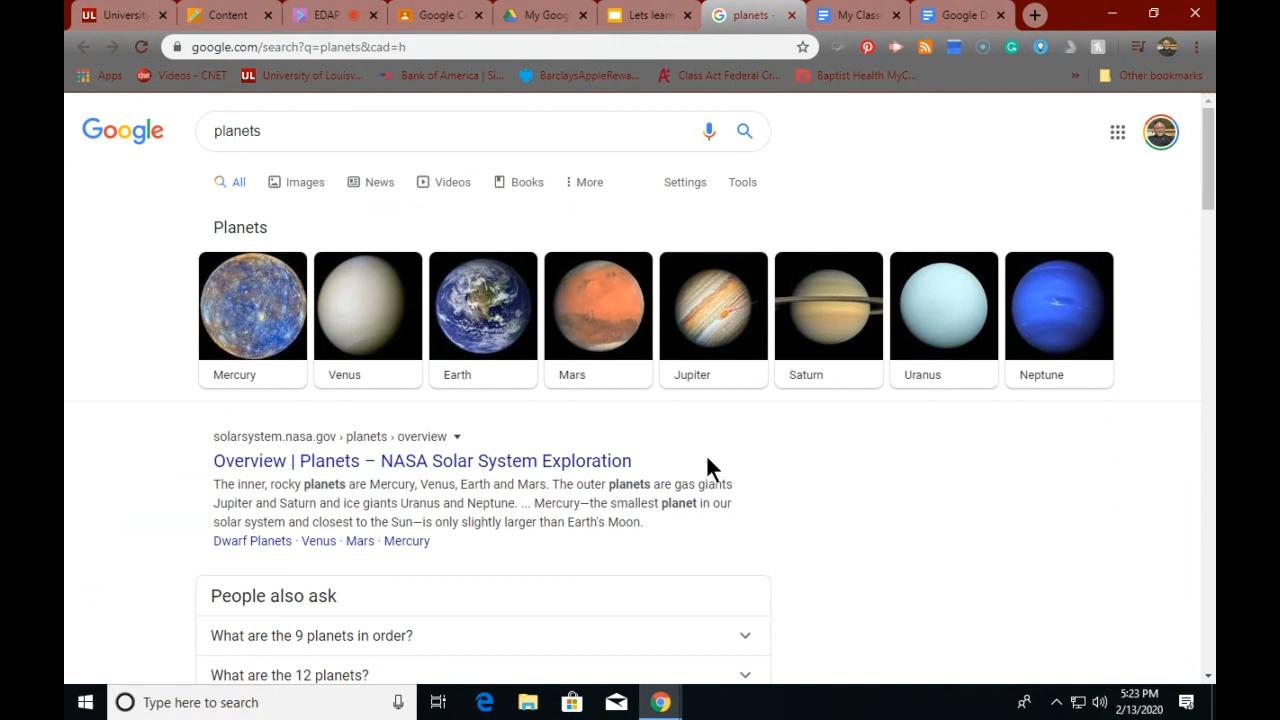 University
Content
EDAP
Google C
My Goog
Lets learn
planets -
My Class
Google D
google.com/search?q=planets&cad=h
Apps
Videos - CNET
University of Louisv...
Bank of America | Si...
BarclaysAppleRewa...
Class Act Federal Cr...
Baptist Health MyC...
»
Other bookmarks
Google
planets
All
Images
News
Videos
Books
More
Settings
Tools
Planets
Mercury
Venus
Earth
Mars
Jupiter
Saturn
Uranus
Neptune
solarsystem.nasa.gov › planets › overview
Overview | Planets – NASA Solar System Exploration
The inner, rocky planets are Mercury, Venus, Earth and Mars. The outer planets are gas giants
Jupiter and Saturn and ice giants Uranus and Neptune. ... Mercury—the smallest planet in our
solar system and closest to the Sun—is only slightly larger than Earth's Moon.
Dwarf Planets · Venus · Mars · Mercury
People also ask
What are the 9 planets in order?
What are the 12 planets?
Type here to search
5:23 PM
2/13/2020